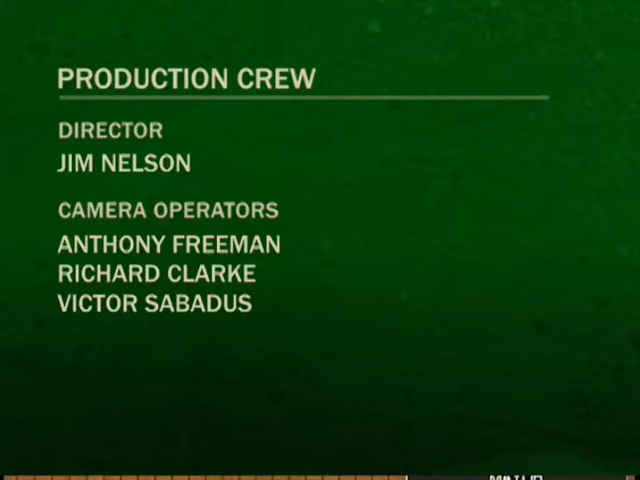 PRODUCTION CREW
DIRECTOR
JIM NELSON
CAMERA OPERATORS
ANTHONY FREEMAN
RICHARD CLARKE
VICTOR SABADUS